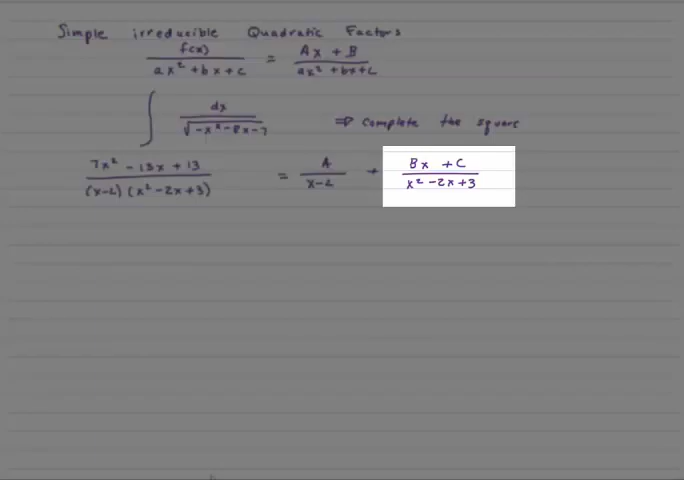 Simple irreducible Quadratic Factors
f(x) / ax² + bx + c = Ax + B / ax² + bx + c
∫ dx / √-x² - 8x - 7 ⇒ complete the square
7x² - 13x + 13 / (x-2) (x² - 2x + 3) = A / x-2 + Bx + C / x² - 2x + 3